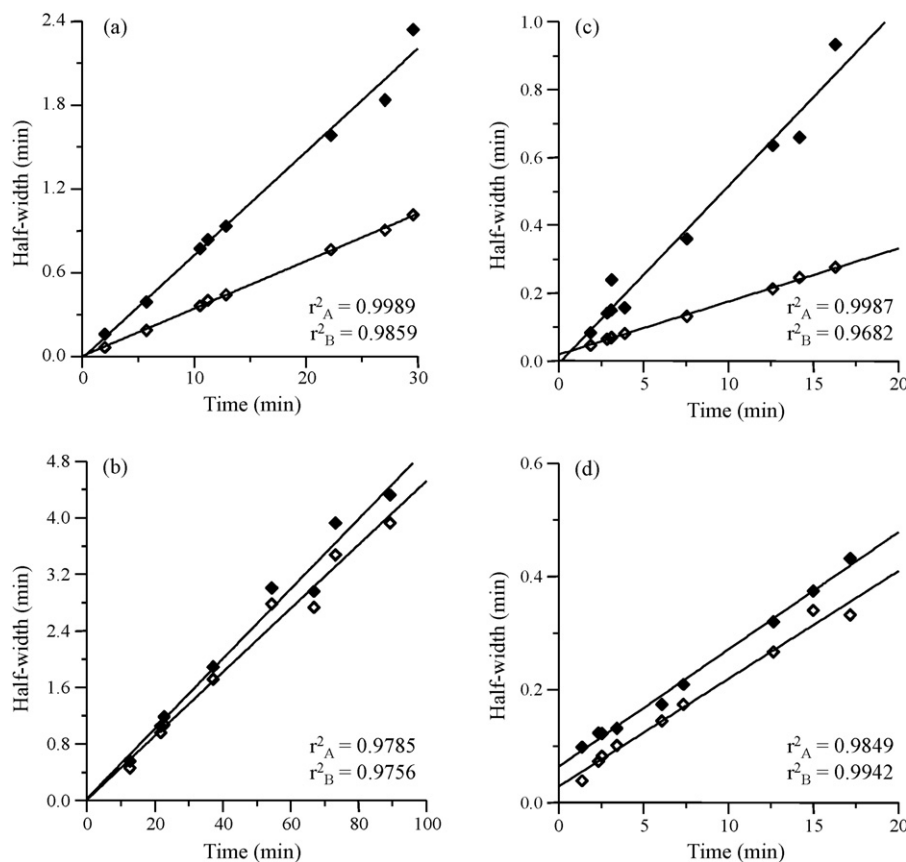 (a)
2.4
1.8
1.2
0.6
0.0
Half-width (min)
r²A = 0.9989
r²B = 0.9859
0 10 20 30
Time (min)
(c)
1.0
0.8
0.6
0.4
0.2
0.0
Half-width (min)
r²A = 0.9987
r²B = 0.9682
0 5 10 15 20
Time (min)
(b)
4.8
4.0
3.2
2.4
1.6
0.8
0.0
Half-width (min)
r²A = 0.9785
r²B = 0.9756
0 20 40 60 80 100
Time (min)
(d)
0.6
0.4
0.2
0.0
Half-width (min)
r²A = 0.9849
r²B = 0.9942
0 5 10 15 20
Time (min)